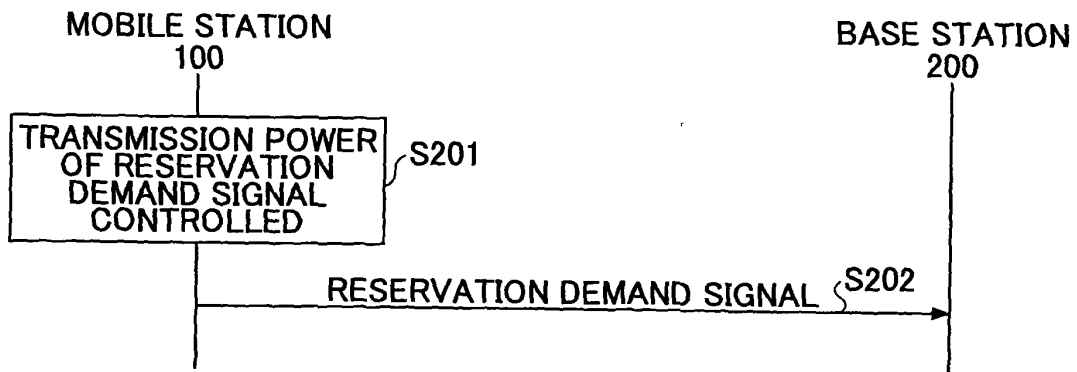 MOBILE STATION
100
BASE STATION
200
TRANSMISSION POWER
OF RESERVATION
DEMAND SIGNAL
CONTROLLED
S201
RESERVATION DEMAND SIGNAL
S202